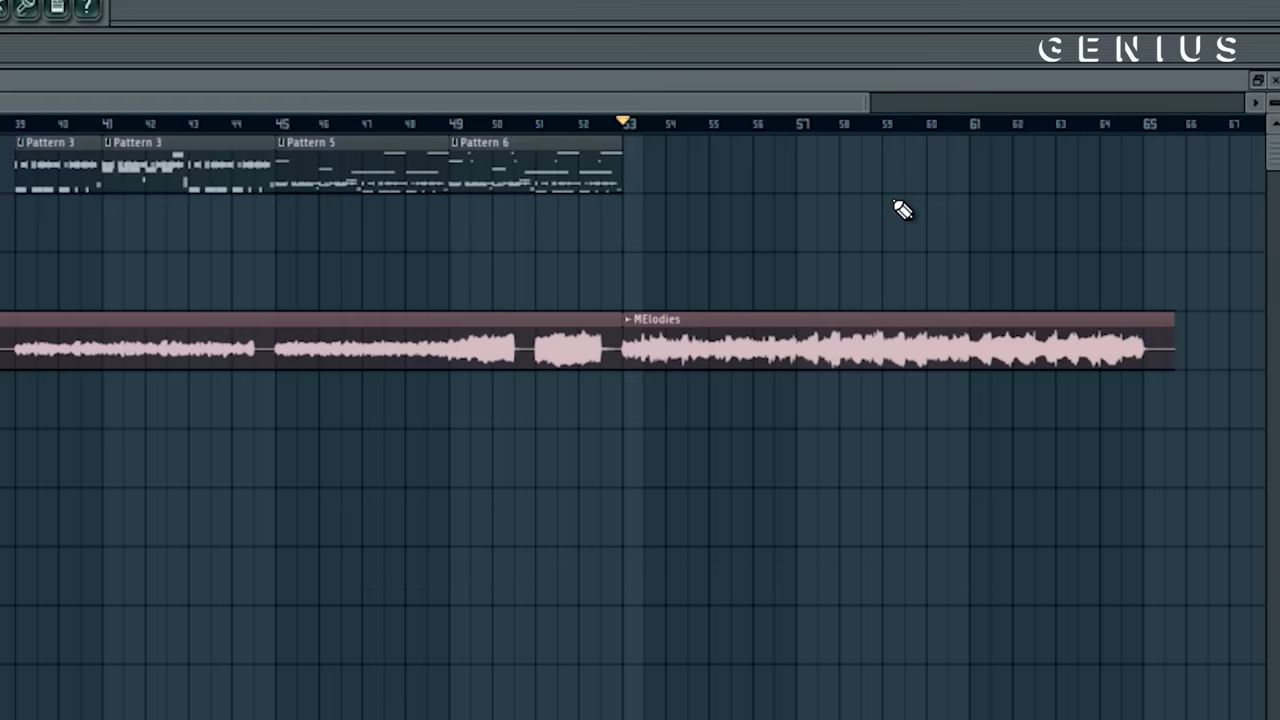 ?
GENIUS
39 40 41 42 43 44 45 46 47 48 49 50 51 52 53 54 55 56 57 58 59 60 61 62 63 64 65 66 67
Pattern 3 Pattern 3 Pattern 5 Pattern 6
MElodies